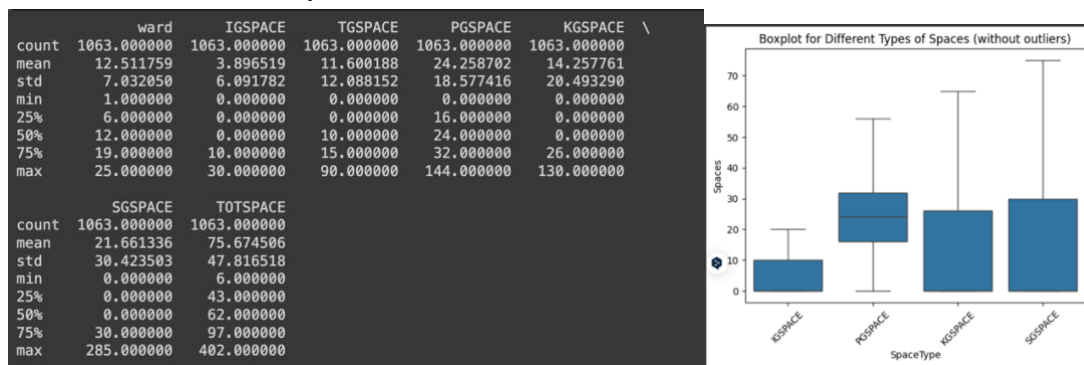 ward IGSPACE TGSPACE PGSPACE KGSPACE \
count 1063.000000 1063.000000 1063.000000 1063.000000 1063.000000
mean 12.511759 3.896519 11.600188 24.258702 14.257761
std 7.032050 6.091782 12.088152 18.577416 20.493290
min 1.000000 0.000000 0.000000 0.000000 0.000000
25% 6.000000 0.000000 0.000000 16.000000 0.000000
50% 12.000000 0.000000 10.000000 24.000000 0.000000
75% 19.000000 10.000000 15.000000 32.000000 26.000000
max 25.000000 30.000000 90.000000 144.000000 130.000000
SGSPACE TOTSPACE
count 1063.000000 1063.000000
mean 21.661336 75.674506
std 30.423503 47.816518
min 0.000000 6.000000
25% 0.000000 43.000000
50% 0.000000 62.000000
75% 30.000000 97.000000
max 285.000000 402.000000
Boxplot for Different Types of Spaces (without outliers)
70
60
50
40
30
20
10
0
Spaces
IGSPACE
PGSPACE
KGSPACE
SGSPACE
SpaceType